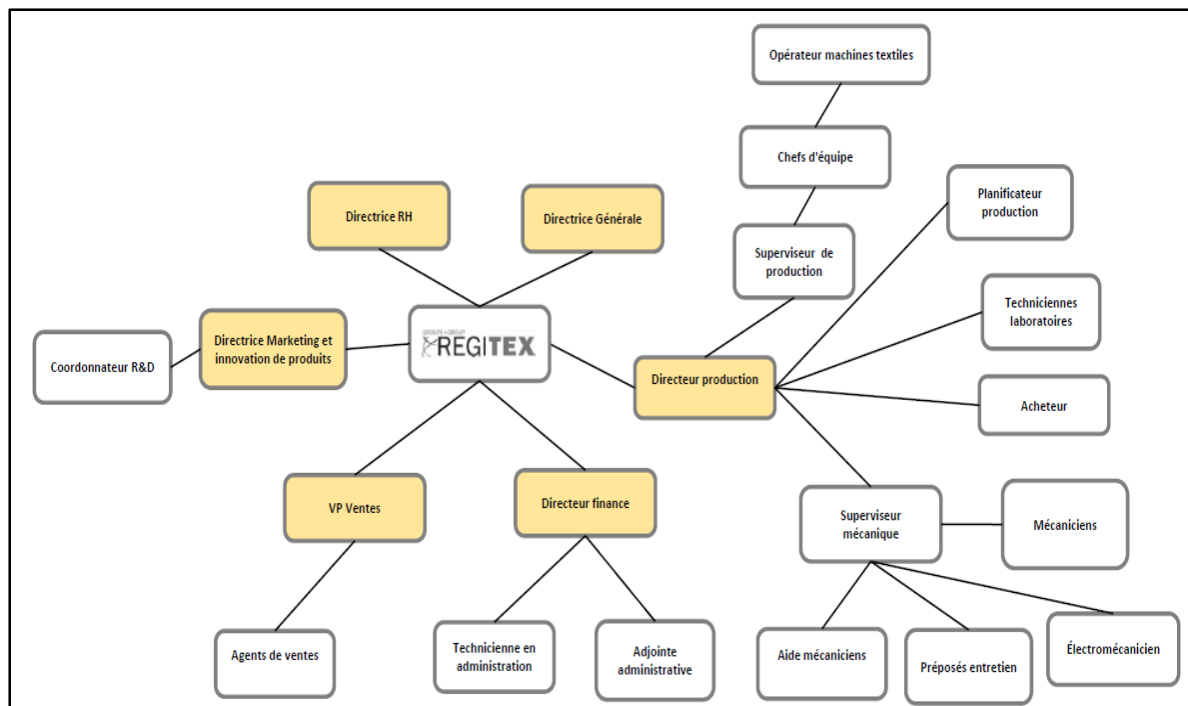 Opérateur machines textiles
Chefs d'équipe
Planificateur
production
Directrice RH
Directrice Générale
Superviseur de
production
Techniciennes
laboratoires
Coordonnateur R&D
Directrice Marketing et
innovation de produits
GROUPE • GROUP
REGITEX
Directeur production
Acheteur
VP Ventes
Directeur finance
Superviseur
mécanique
Mécaniciens
Agents de ventes
Technicienne en
administration
Adjointe
administrative
Aide mécaniciens
Préposés entretien
Électromécanicien